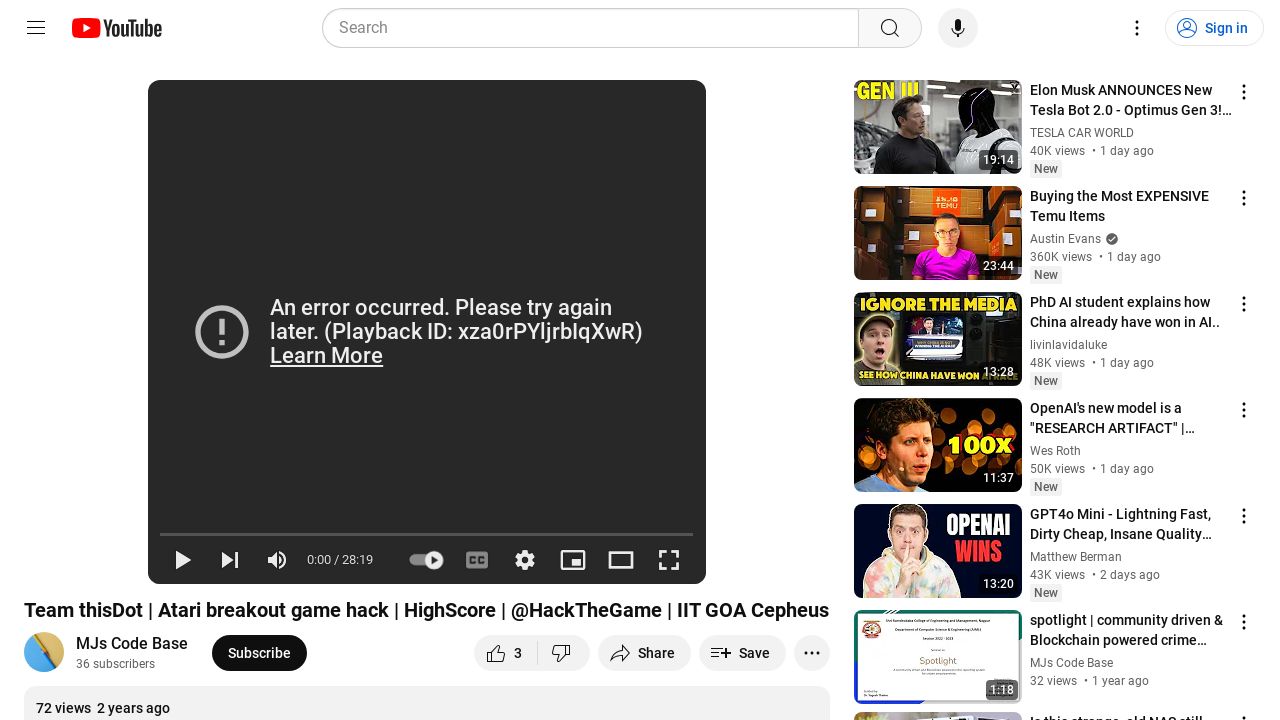 YouTube
Search
Sign in
An error occurred. Please try again
later. (Playback ID: xza0rPYljrblqXwR)
Learn More
0:00 / 28:19
CC
Team thisDot | Atari breakout game hack | HighScore | @HackTheGame | IIT GOA Cepheus
MJs Code Base
36 subscribers
Subscribe
3
Share
Save
72 views 2 years ago
GEN III
19:14
Elon Musk ANNOUNCES New
Tesla Bot 2.0 - Optimus Gen 3!...
TESLA CAR WORLD
40K views • 1 day ago
New
TEMU
23:44
Buying the Most EXPENSIVE
Temu Items
Austin Evans
360K views • 1 day ago
New
IGNORE THE MEDIA
SEE HOW CHINA HAVE WON AI RACE
13:28
PhD AI student explains how
China already have won in AI..
livinlavidaluke
48K views • 1 day ago
New
100X
11:37
OpenAI's new model is a
"RESEARCH ARTIFACT" |...
Wes Roth
50K views • 1 day ago
New
OPENAI
WINS
13:20
GPT4o Mini - Lightning Fast,
Dirty Cheap, Insane Quality...
Matthew Berman
43K views • 2 days ago
New
Spotlight
1:18
spotlight | community driven &
Blockchain powered crime...
MJs Code Base
32 views • 1 year ago